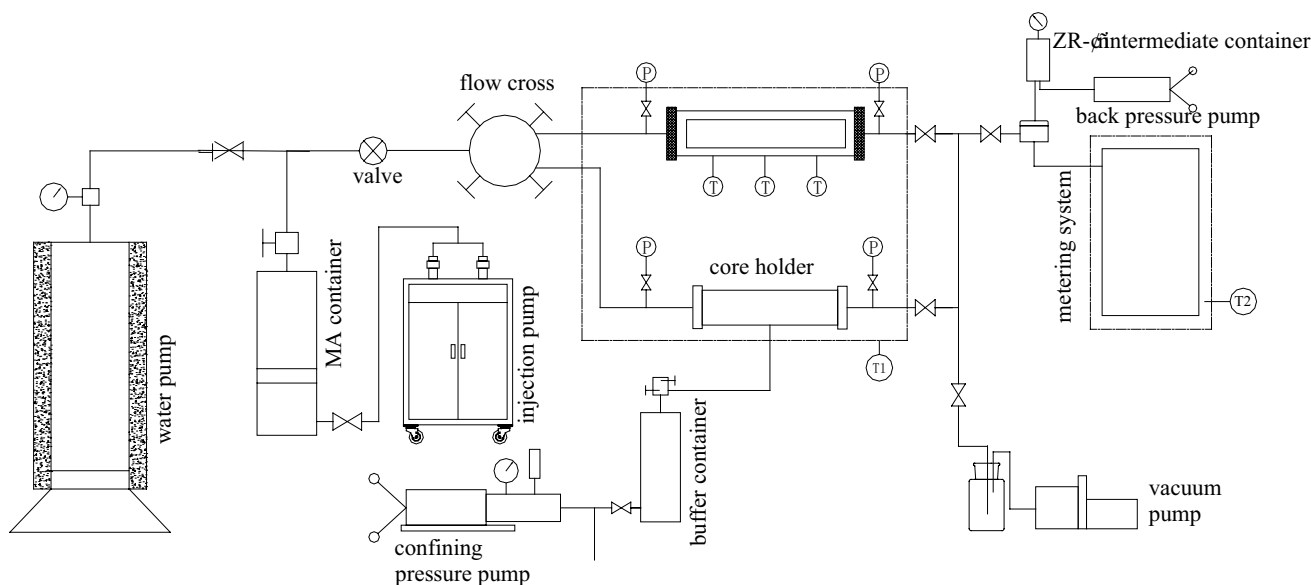 ZR- intermediate container
P
P
flow cross
back pressure pump
valve
T
T
T
metering system
MA container
P
P
core holder
injection pump
T2
water pump
T1
buffer container
vacuum
pump
confining
pressure pump